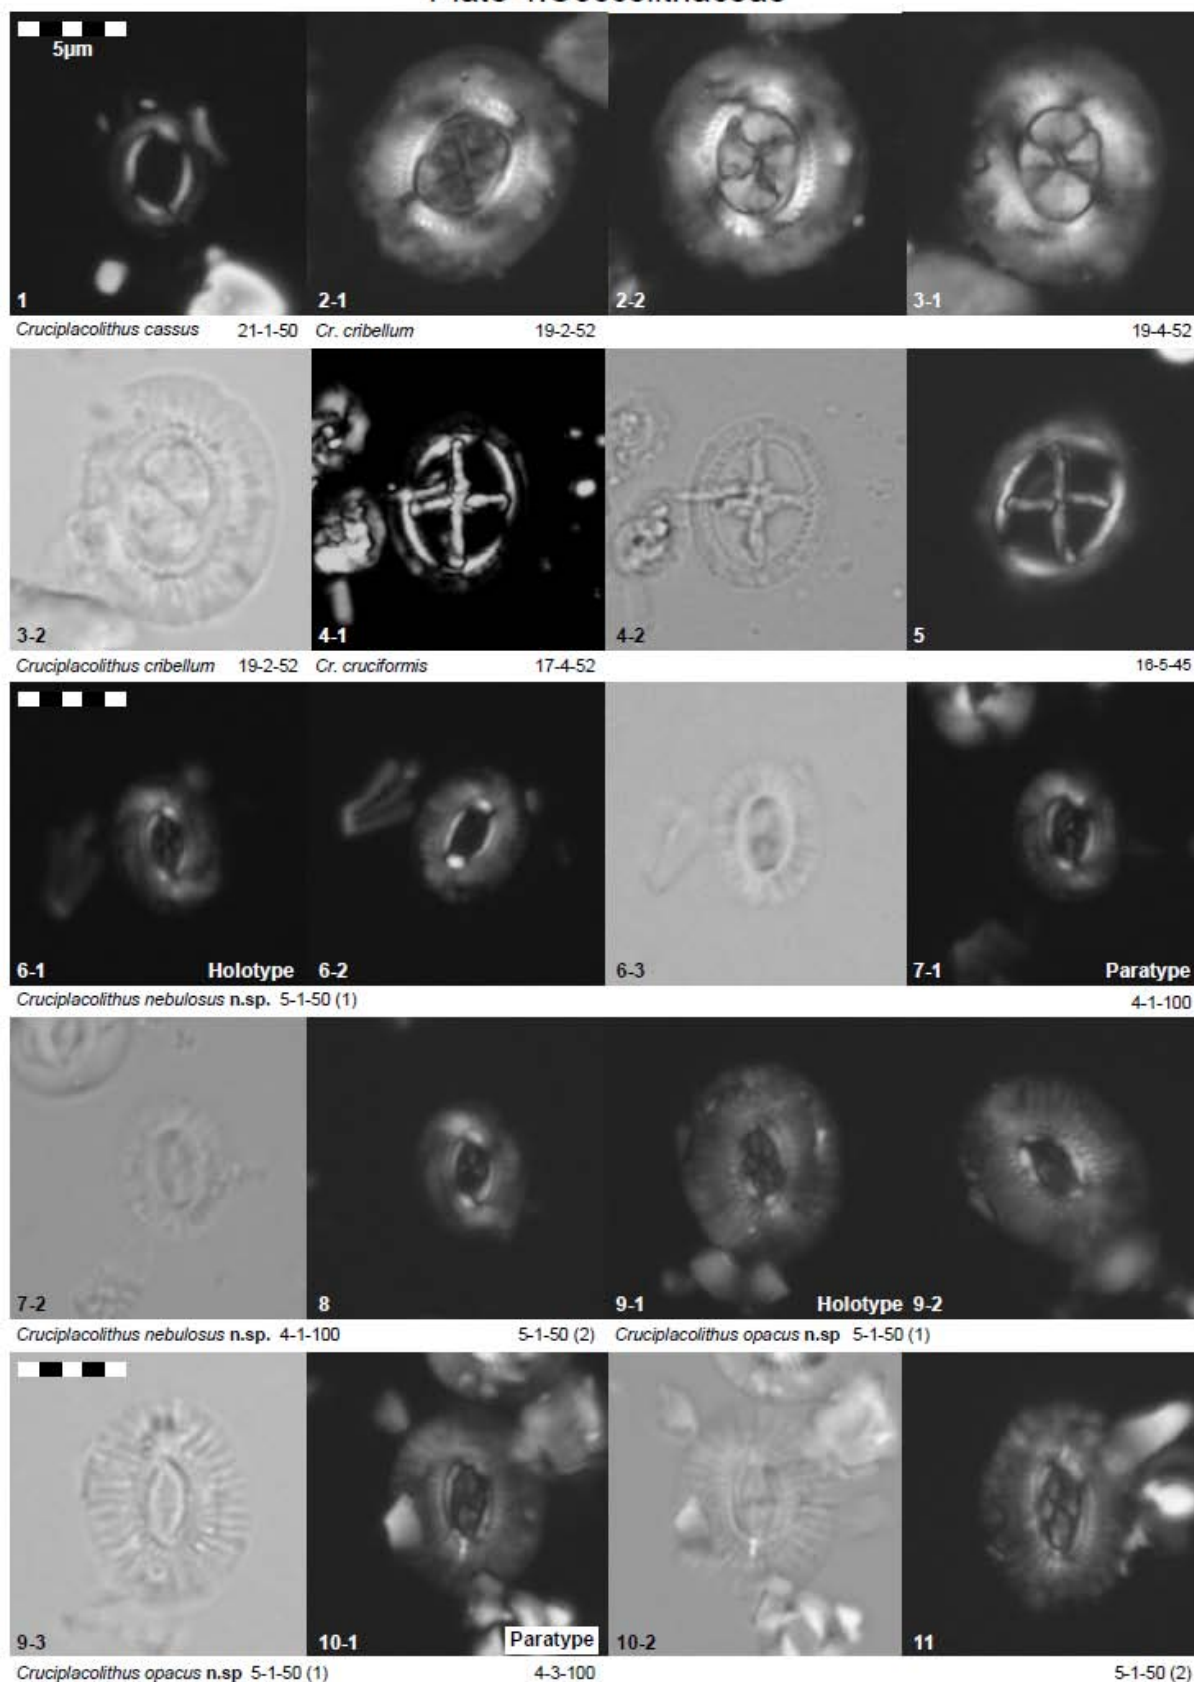 5µm
1 2-1 2-2 3-1
Cruciplacolithus cassus 21-1-50 Cr. cribellum 19-2-52 19-4-52
3-2 4-1 4-2 5
Cruciplacolithus cribellum 19-2-52 Cr. cruciformis 17-4-52 16-5-45
6-1 Holotype 6-2 6-3 7-1 Paratype
Cruciplacolithus nebulosus n.sp. 5-1-50 (1) 4-1-100
7-2 8 9-1 Holotype 9-2
Cruciplacolithus nebulosus n.sp. 4-1-100 5-1-50 (2) Cruciplacolithus opacus n.sp 5-1-50 (1)
9-3 10-1 Paratype 10-2 11
Cruciplacolithus opacus n.sp 5-1-50 (1) 4-3-100 5-1-50 (2)